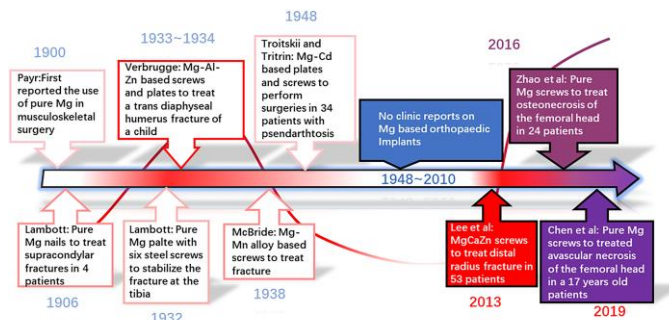 1900
Payr:First
reported the use
of pure Mg in
musculoskeletal
surgery
1933~1934
Verbrugge: Mg-Al-
Zn based screws
and plates to treat
a trans diaphyseal
humerus fracture of
a child
1948
Troitskii and
Tritrin: Mg-Cd
based plates
and screws to
perform
surgeries in 34
patients with
psendarthtosis
No clinic reports on
Mg based orthopaedic
Implants
2016
Zhao et al: Pure
Mg screws to treat
osteonecrosis of
the femoral head
in 24 patients
1948~2010
Lambott: Pure
Mg nails to treat
supracondylar
fractures in 4
patients
1906
Lambott: Pure
Mg palte with
six steel screws
to stabilize the
fracture at the
tibia
1932
McBride: Mg-
Mn alloy based
screws to treat
fracture
1938
Lee et al:
MgCaZn screws
to treat distal
radius fracture in
53 patients
2013
Chen et al: Pure Mg
screws to treated
avascular necrosis
of the femoral head
in a 17 years old
patients
2019